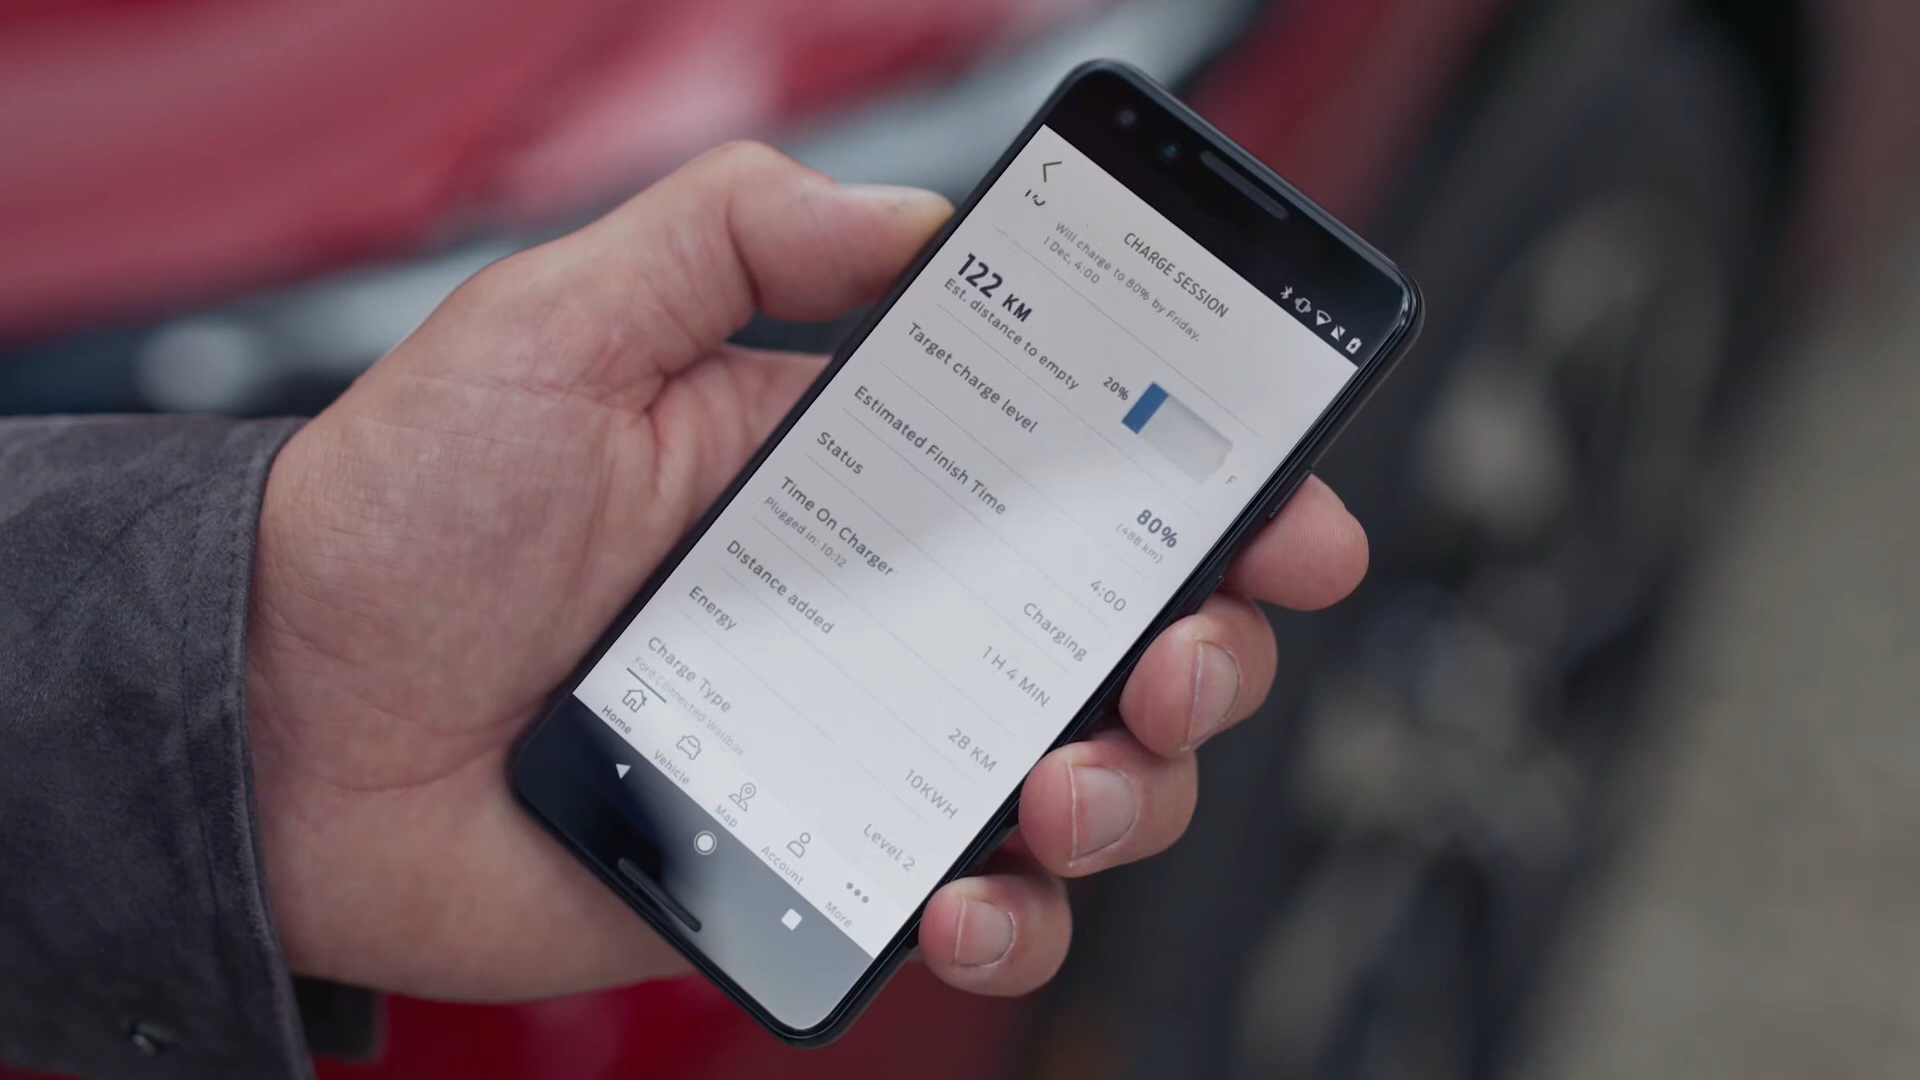 CHARGE SESSION
Will charge to 80% by Friday,
1 Dec, 4:00
122 KM
Est. distance to empty
20%
F
Target charge level
80%
(488 km)
Estimated Finish Time
4:00
Status
Charging
Time On Charger
1 H 4 MIN
Plugged in: 10:12
Distance added
28 KM
Energy
10KWH
Charge Type
Level 2
Ford Connected Wallbox
Home
Vehicle
Map
Account
More